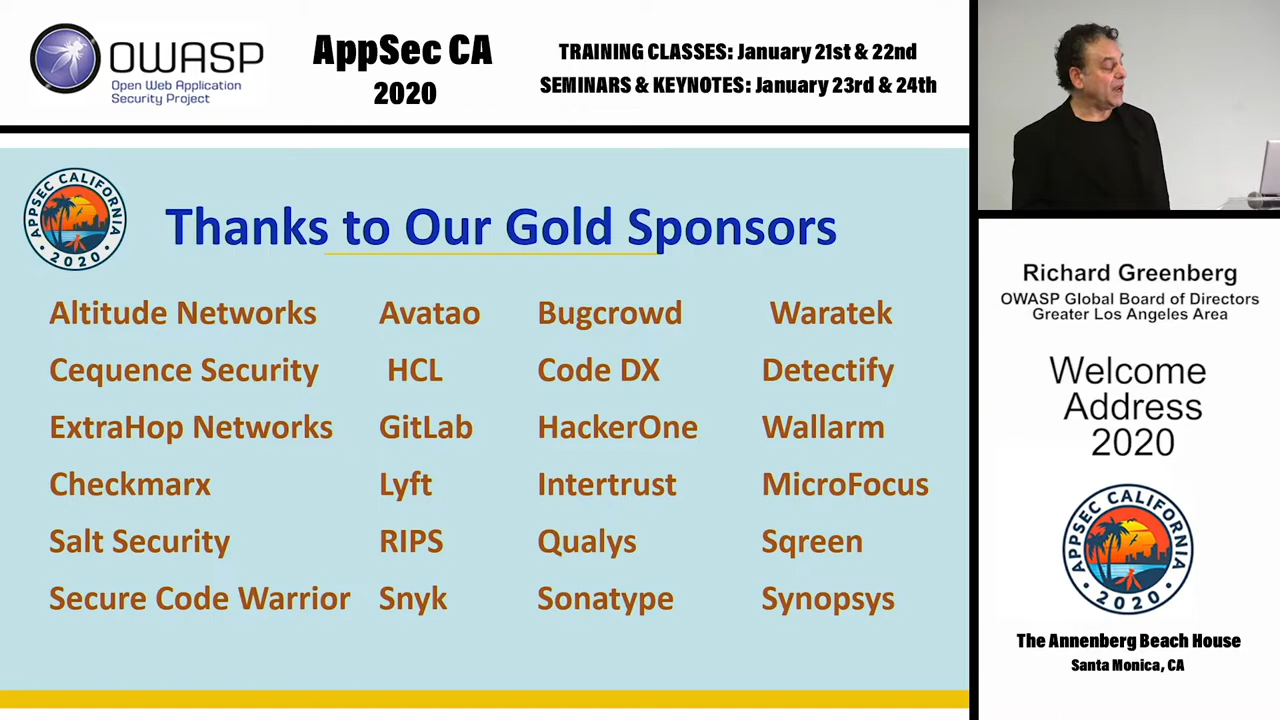 OWASP
Open Web Application
Security Project
AppSec CA
2020
TRAINING CLASSES: January 21st & 22nd
SEMINARS & KEYNOTES: January 23rd & 24th
APPSEC CALIFORNIA
2020
Thanks to Our Gold Sponsors
Altitude Networks Avatao Bugcrowd Waratek
Cequence Security HCL Code DX Detectify
ExtraHop Networks GitLab HackerOne Wallarm
Checkmarx Lyft Intertrust MicroFocus
Salt Security RIPS Qualys Sqreen
Secure Code Warrior Snyk Sonatype Synopsys
Richard Greenberg
OWASP Global Board of Directors
Greater Los Angeles Area
Welcome
Address
2020
APPSEC CALIFORNIA
2020
The Annenberg Beach House
Santa Monica, CA